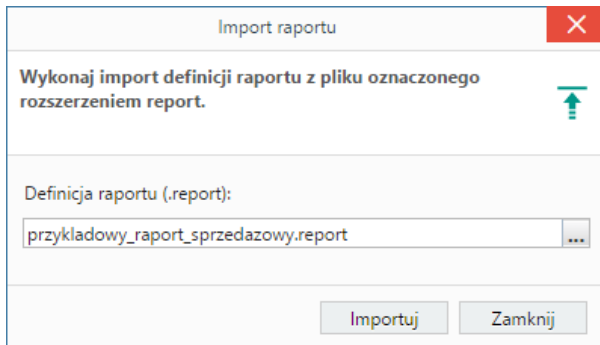 Import raportu
Wykonaj import definicji raportu z pliku oznaczonego
rozszerzeniem report.
Definicja raportu (.report):
przykladowy_raport_sprzedazowy.report
...
Importuj
Zamknij